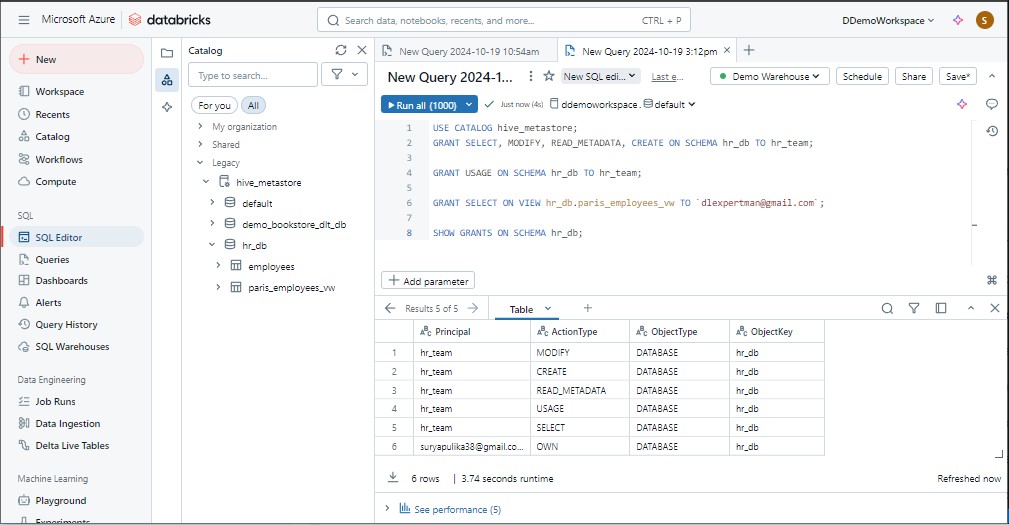 Microsoft Azure databricks
Search data, notebooks, recents, and more... CTRL + P
DDemoWorkspace
S
New
Workspace
Recents
Catalog
Workflows
Compute
SQL
SQL Editor
Queries
Dashboards
Alerts
Query History
SQL Warehouses
Data Engineering
Job Runs
Data Ingestion
Delta Live Tables
Machine Learning
Playground
Experiments
Catalog
Type to search...
For you All
My organization
Shared
Legacy
hive_metastore
default
demo_bookstore_dlt_db
hr_db
employees
paris_employees_vw
New Query 2024-10-19 10:54am New Query 2024-10-19 3:12pm
New Query 2024-1... New SQL edi... Last e... Demo Warehouse Schedule Share Save*
Run all (1000) Just now (4s) ddemoworkspace. default
1 USE CATALOG hive_metastore;
2 GRANT SELECT, MODIFY, READ_METADATA, CREATE ON SCHEMA hr_db TO hr_team;
3
4 GRANT USAGE ON SCHEMA hr_db TO hr_team;
5
6 GRANT SELECT ON VIEW hr_db.paris_employees_vw TO `dlexpertman@gmail.com`;
7
8 SHOW GRANTS ON SCHEMA hr_db;
Add parameter
Results 5 of 5 Table
Principal ActionType ObjectType ObjectKey
1 hr_team MODIFY DATABASE hr_db
2 hr_team CREATE DATABASE hr_db
3 hr_team READ_METADATA DATABASE hr_db
4 hr_team USAGE DATABASE hr_db
5 hr_team SELECT DATABASE hr_db
6 suryapulika38@gmail.co... OWN DATABASE hr_db
6 rows | 3.74 seconds runtime Refreshed now
See performance (5)